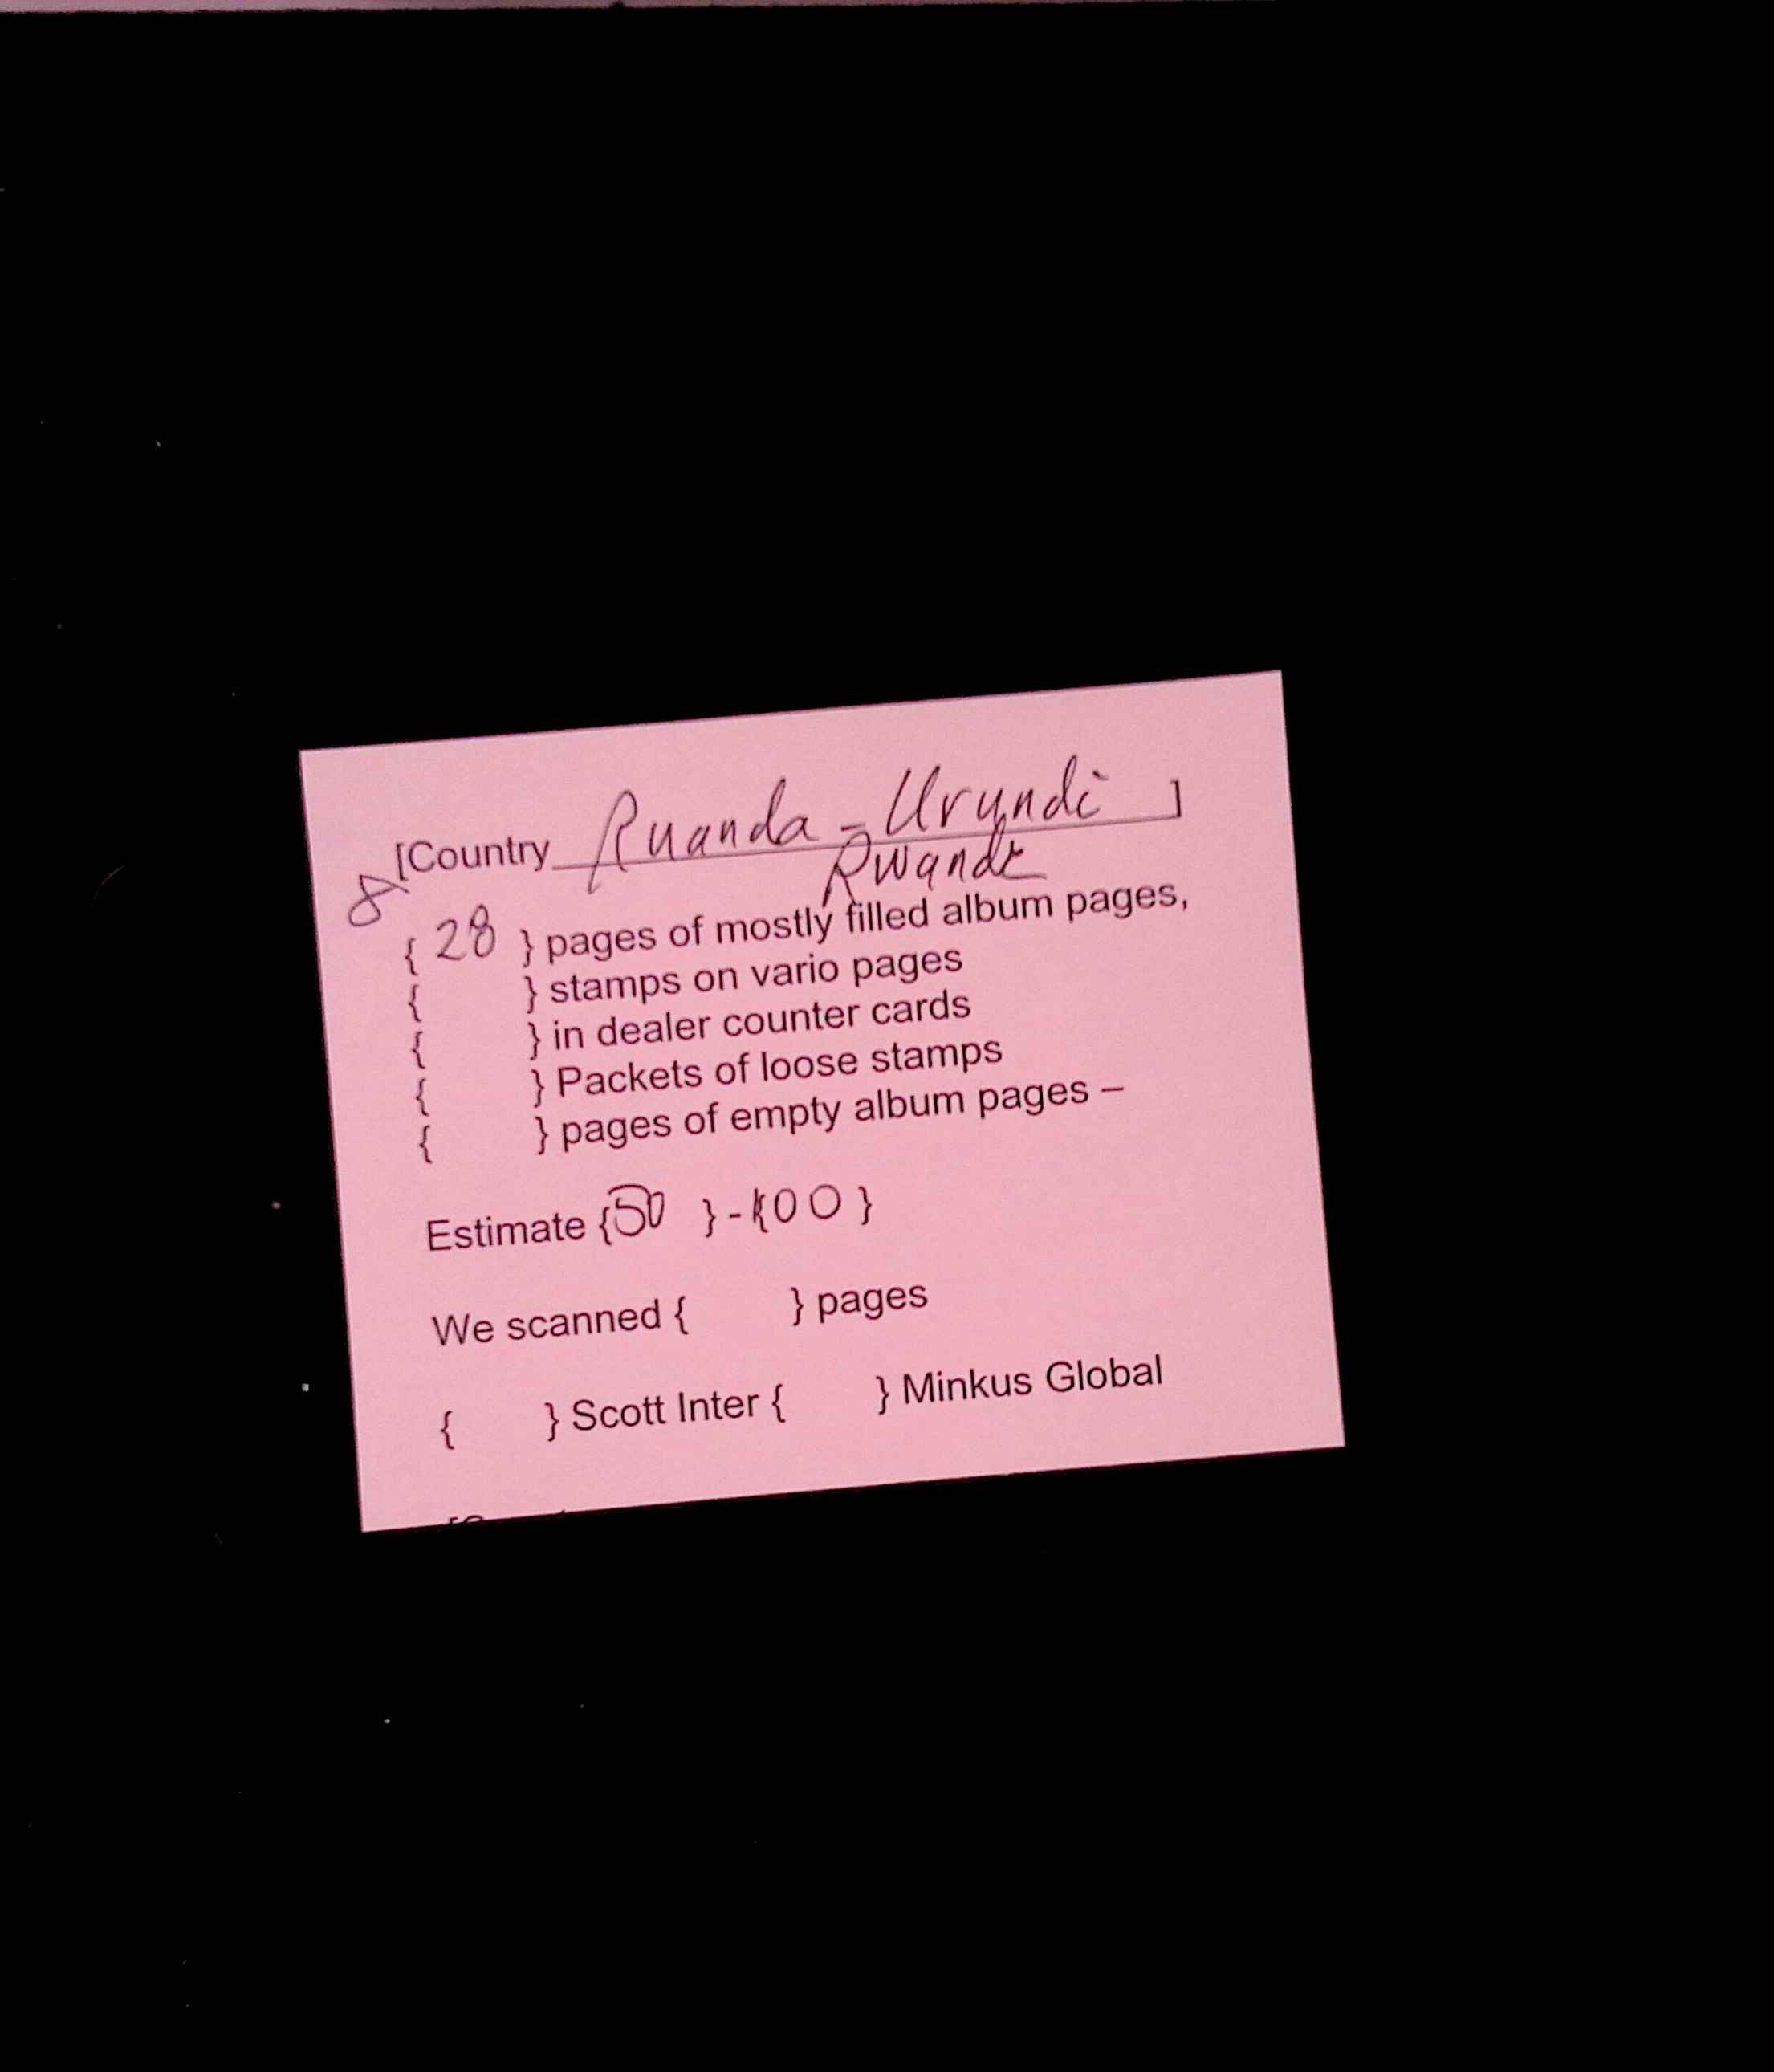 [Country Ruanda - Urundi ]
Rwanda
8
{ 28 } pages of mostly filled album pages,
{ } stamps on vario pages
{ } in dealer counter cards
{ } Packets of loose stamps
{ } pages of empty album pages –
Estimate {50 } - {100 }
We scanned { } pages
{ } Scott Inter { } Minkus Global